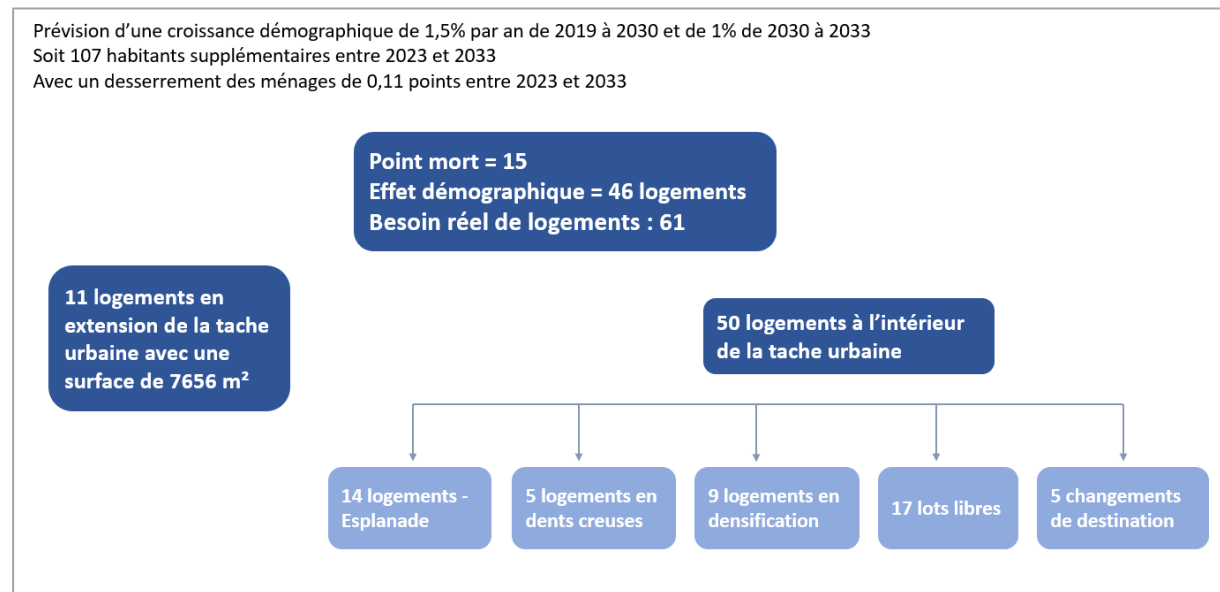 Prévision d’une croissance démographique de 1,5% par an de 2019 à 2030 et de 1% de 2030 à 2033
Soit 107 habitants supplémentaires entre 2023 et 2033
Avec un desserrement des ménages de 0,11 points entre 2023 et 2033
Point mort = 15
Effet démographique = 46 logements
Besoin réel de logements : 61
11 logements en
extension de la tache
urbaine avec une
surface de 7656 m²
50 logements à l’intérieur
de la tache urbaine
14 logements -
Esplanade
5 logements en
dents creuses
9 logements en
densification
17 lots libres
5 changements
de destination